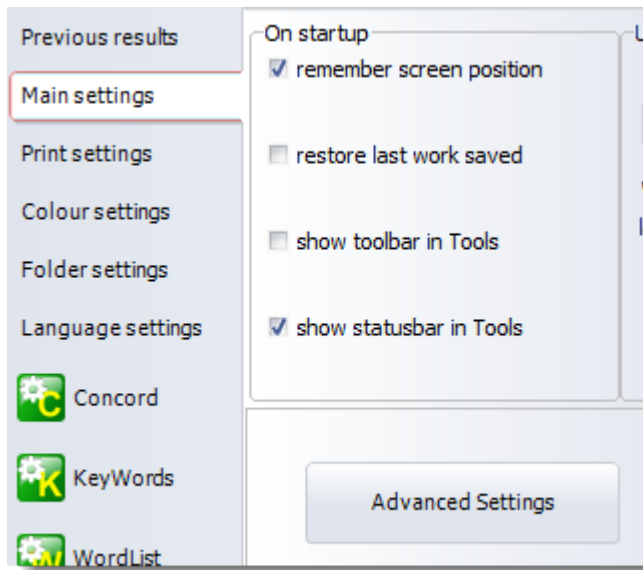 Previous results
Main settings
Print settings
Colour settings
Folder settings
Language settings
Concord
KeyWords
WordList
On startup
remember screen position
restore last work saved
show toolbar in Tools
show statusbar in Tools
Advanced Settings